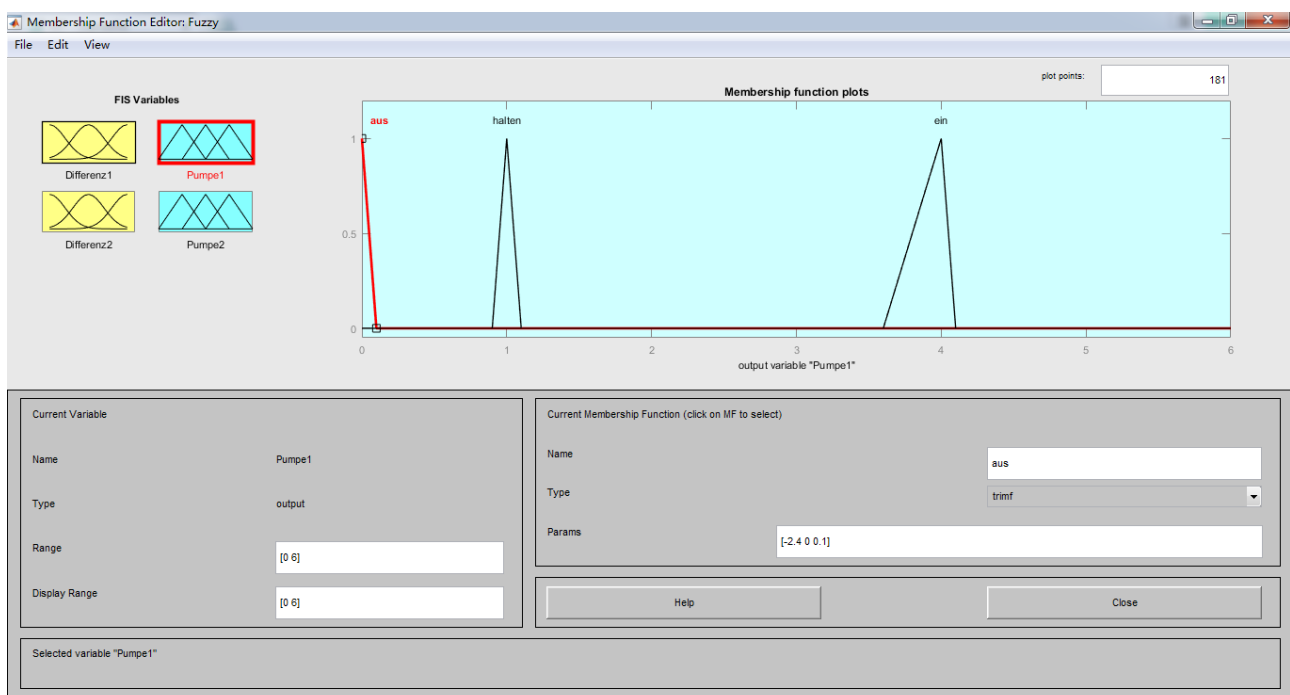 Membership Function Editor: Fuzzy
File Edit View
FIS Variables
Differenz1
Pumpe1
Differenz2
Pumpe2
plot points:
181
Membership function plots
aus
halten
ein
1
0.5
0
0 1 2 3 4 5 6
output variable "Pumpe1"
Current Variable
Name
Pumpe1
Type
output
Range
[0 6]
Display Range
[0 6]
Current Membership Function (click on MF to select)
Name
aus
Type
trimf
Params
[-2.4 0 0.1]
Help
Close
Selected variable "Pumpe1"